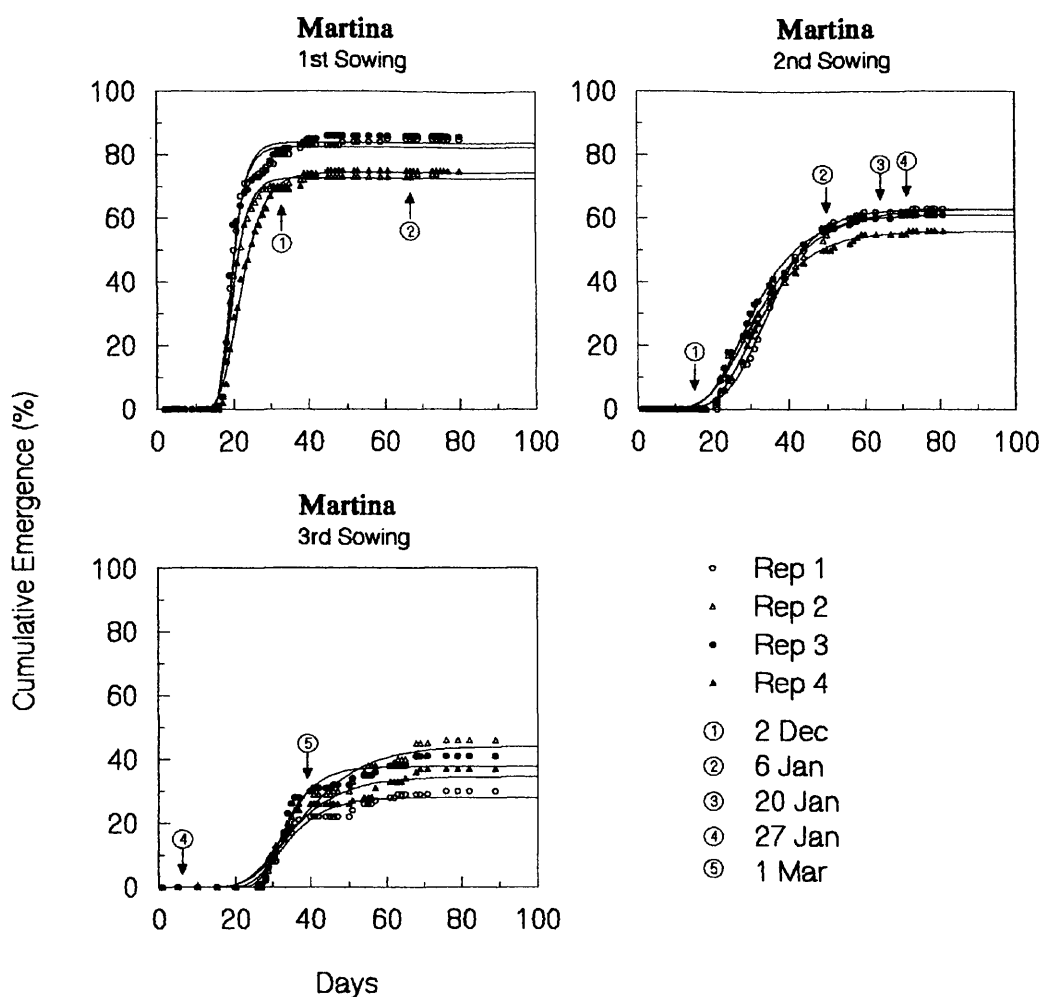 Martina
1st Sowing
100
80
60
40
20
0
①
②
0 20 40 60 80 100
Martina
2nd Sowing
100
80
60
40
20
0
①
②
③
④
0 20 40 60 80 100
Cumulative Emergence (%)
Martina
3rd Sowing
100
80
60
40
20
0
④
⑤
0 20 40 60 80 100
Days
Rep 1
Rep 2
Rep 3
Rep 4
① 2 Dec
② 6 Jan
③ 20 Jan
④ 27 Jan
⑤ 1 Mar